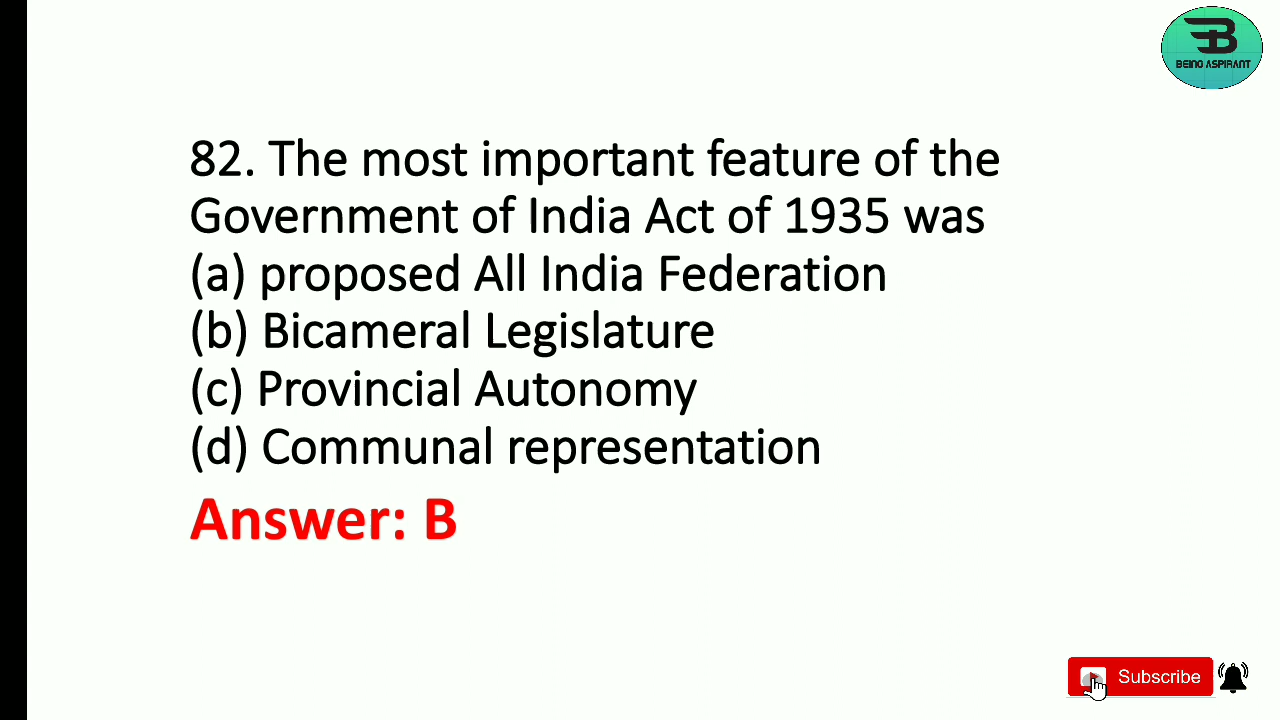 BEING ASPIRANT
82. The most important feature of the
Government of India Act of 1935 was
(a) proposed All India Federation
(b) Bicameral Legislature
(c) Provincial Autonomy
(d) Communal representation
Answer: B
Subscribe